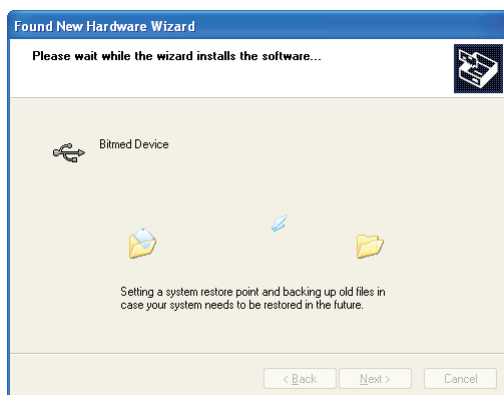 Found New Hardware Wizard
Please wait while the wizard installs the software...
Bitmed Device
Setting a system restore point and backing up old files in
case your system needs to be restored in the future.
< Back Next > Cancel